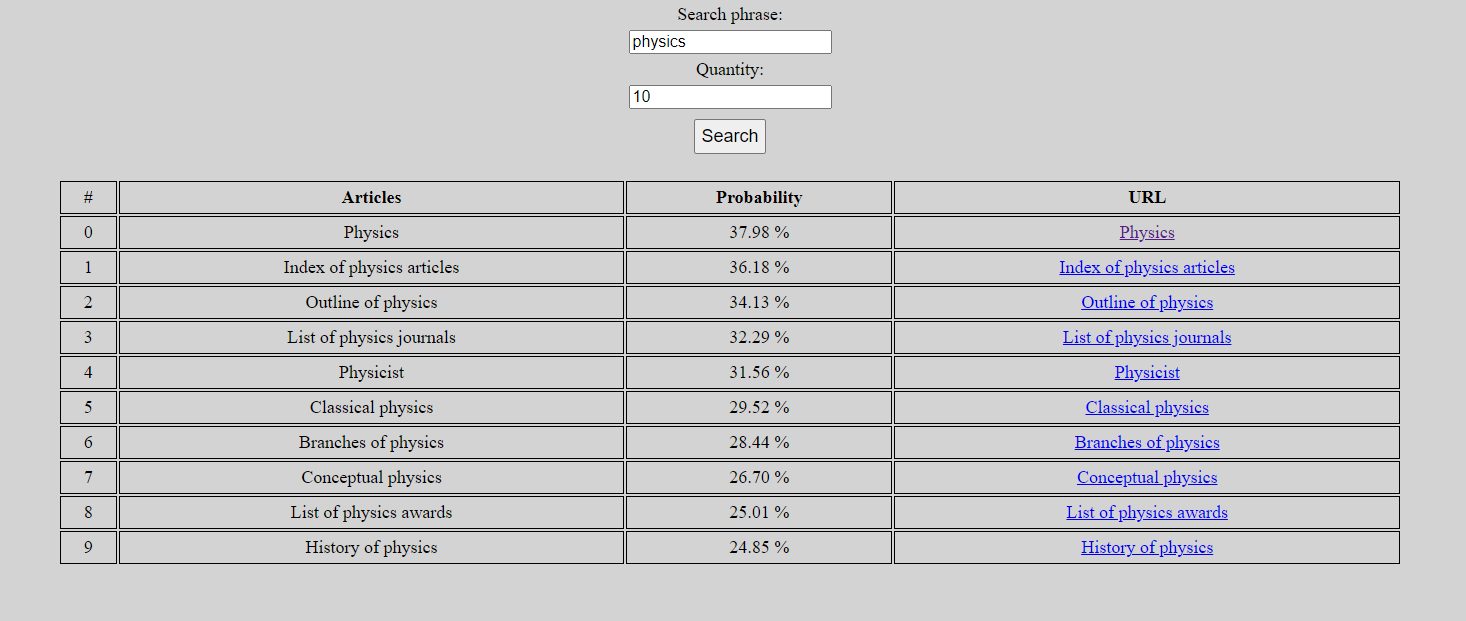 Search phrase:
physics
Quantity:
10
Search
# Articles Probability URL
0 Physics 37.98 % Physics
1 Index of physics articles 36.18 % Index of physics articles
2 Outline of physics 34.13 % Outline of physics
3 List of physics journals 32.29 % List of physics journals
4 Physicist 31.56 % Physicist
5 Classical physics 29.52 % Classical physics
6 Branches of physics 28.44 % Branches of physics
7 Conceptual physics 26.70 % Conceptual physics
8 List of physics awards 25.01 % List of physics awards
9 History of physics 24.85 % History of physics